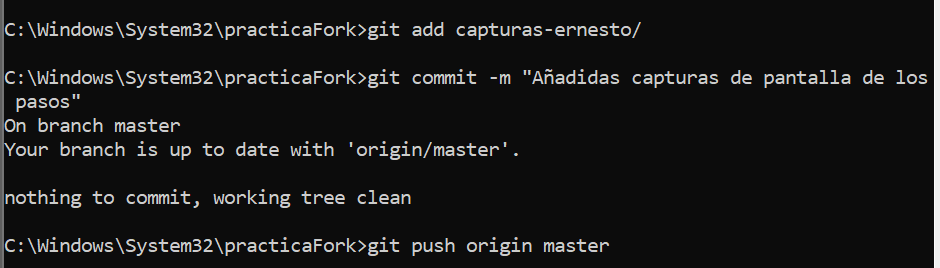 C:\Windows\System32\practicaFork>git add capturas-ernesto/
C:\Windows\System32\practicaFork>git commit -m "Añadidas capturas de pantalla de los
 pasos"
On branch master
Your branch is up to date with 'origin/master'.
nothing to commit, working tree clean
C:\Windows\System32\practicaFork>git push origin master